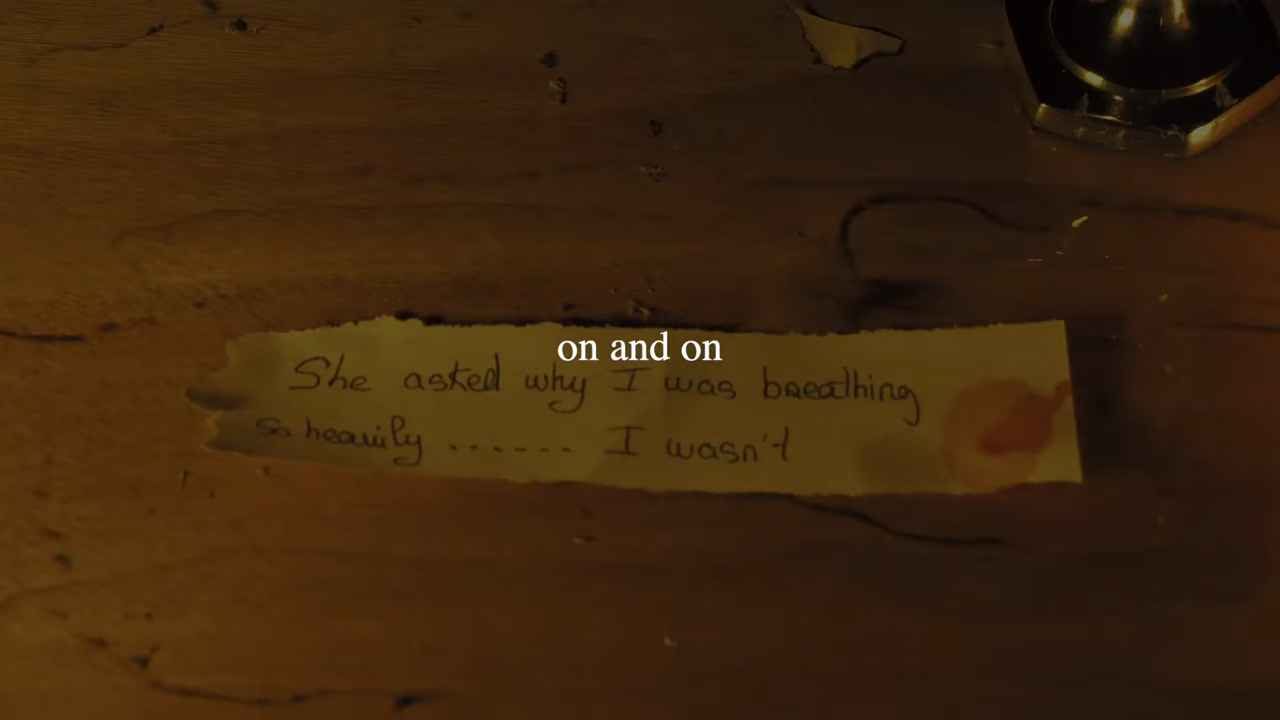 on and on
She asked why I was breathing
so heavily ...... I wasn't